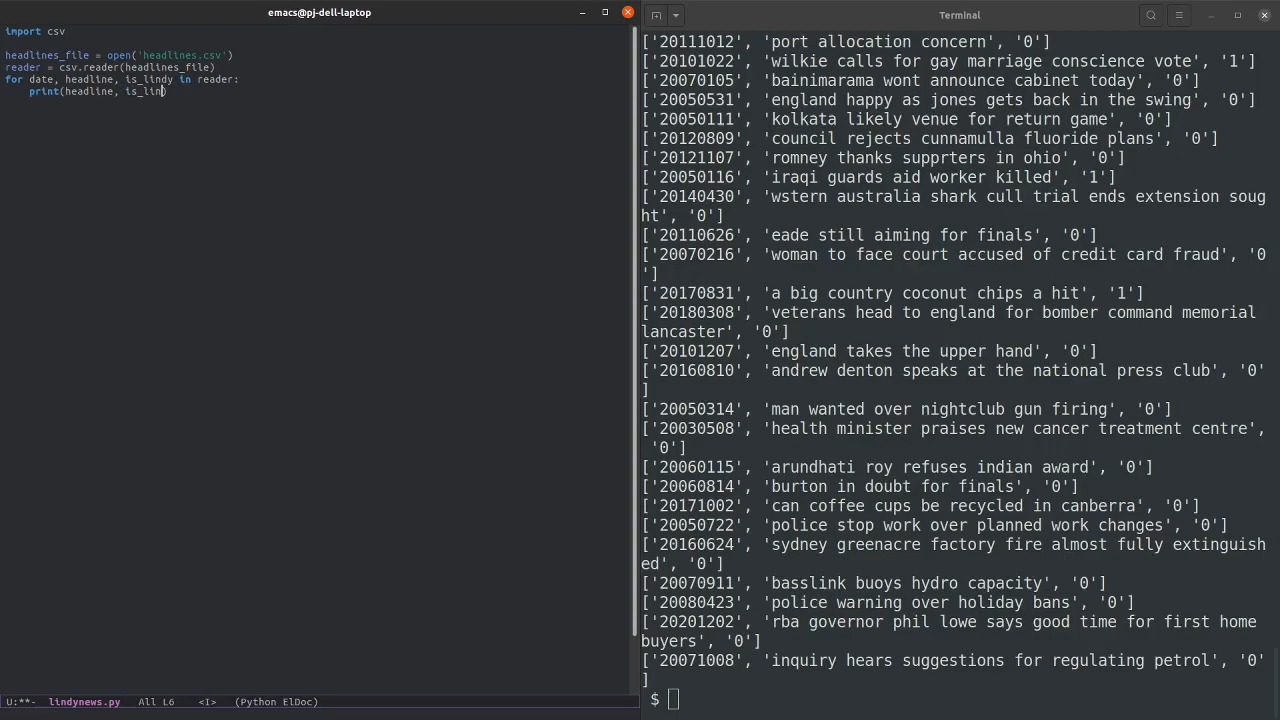 emacs@pj-dell-laptop
import csv
headlines_file = open('headlines.csv')
reader = csv.reader(headlines_file)
for date, headline, is_lindy in reader:
    print(headline, is_lin)
U:**- lindynews.py All L6 <I> (Python ElDoc)
Terminal
['20111012', 'port allocation concern', '0']
['20101022', 'wilkie calls for gay marriage conscience vote', '1']
['20070105', 'bainimarama wont announce cabinet today', '0']
['20050531', 'england happy as jones gets back in the swing', '0']
['20050111', 'kolkata likely venue for return game', '0']
['20120809', 'council rejects cunnamulla fluoride plans', '0']
['20121107', 'romney thanks supprters in ohio', '0']
['20050116', 'iraqi guards aid worker killed', '1']
['20140430', 'wstern australia shark cull trial ends extension soug
ht', '0']
['20110626', 'eade still aiming for finals', '0']
['20070216', 'woman to face court accused of credit card fraud', '0
']
['20170831', 'a big country coconut chips a hit', '1']
['20180308', 'veterans head to england for bomber command memorial
lancaster', '0']
['20101207', 'england takes the upper hand', '0']
['20160810', 'andrew denton speaks at the national press club', '0'
]
['20050314', 'man wanted over nightclub gun firing', '0']
['20030508', 'health minister praises new cancer treatment centre',
 '0']
['20060115', 'arundhati roy refuses indian award', '0']
['20060814', 'burton in doubt for finals', '0']
['20171002', 'can coffee cups be recycled in canberra', '0']
['20050722', 'police stop work over planned work changes', '0']
['20160624', 'sydney greenacre factory fire almost fully extinguish
ed', '0']
['20070911', 'basslink buoys hydro capacity', '0']
['20080423', 'police warning over holiday bans', '0']
['20201202', 'rba governor phil lowe says good time for first home
buyers', '0']
['20071008', 'inquiry hears suggestions for regulating petrol', '0'
]
$